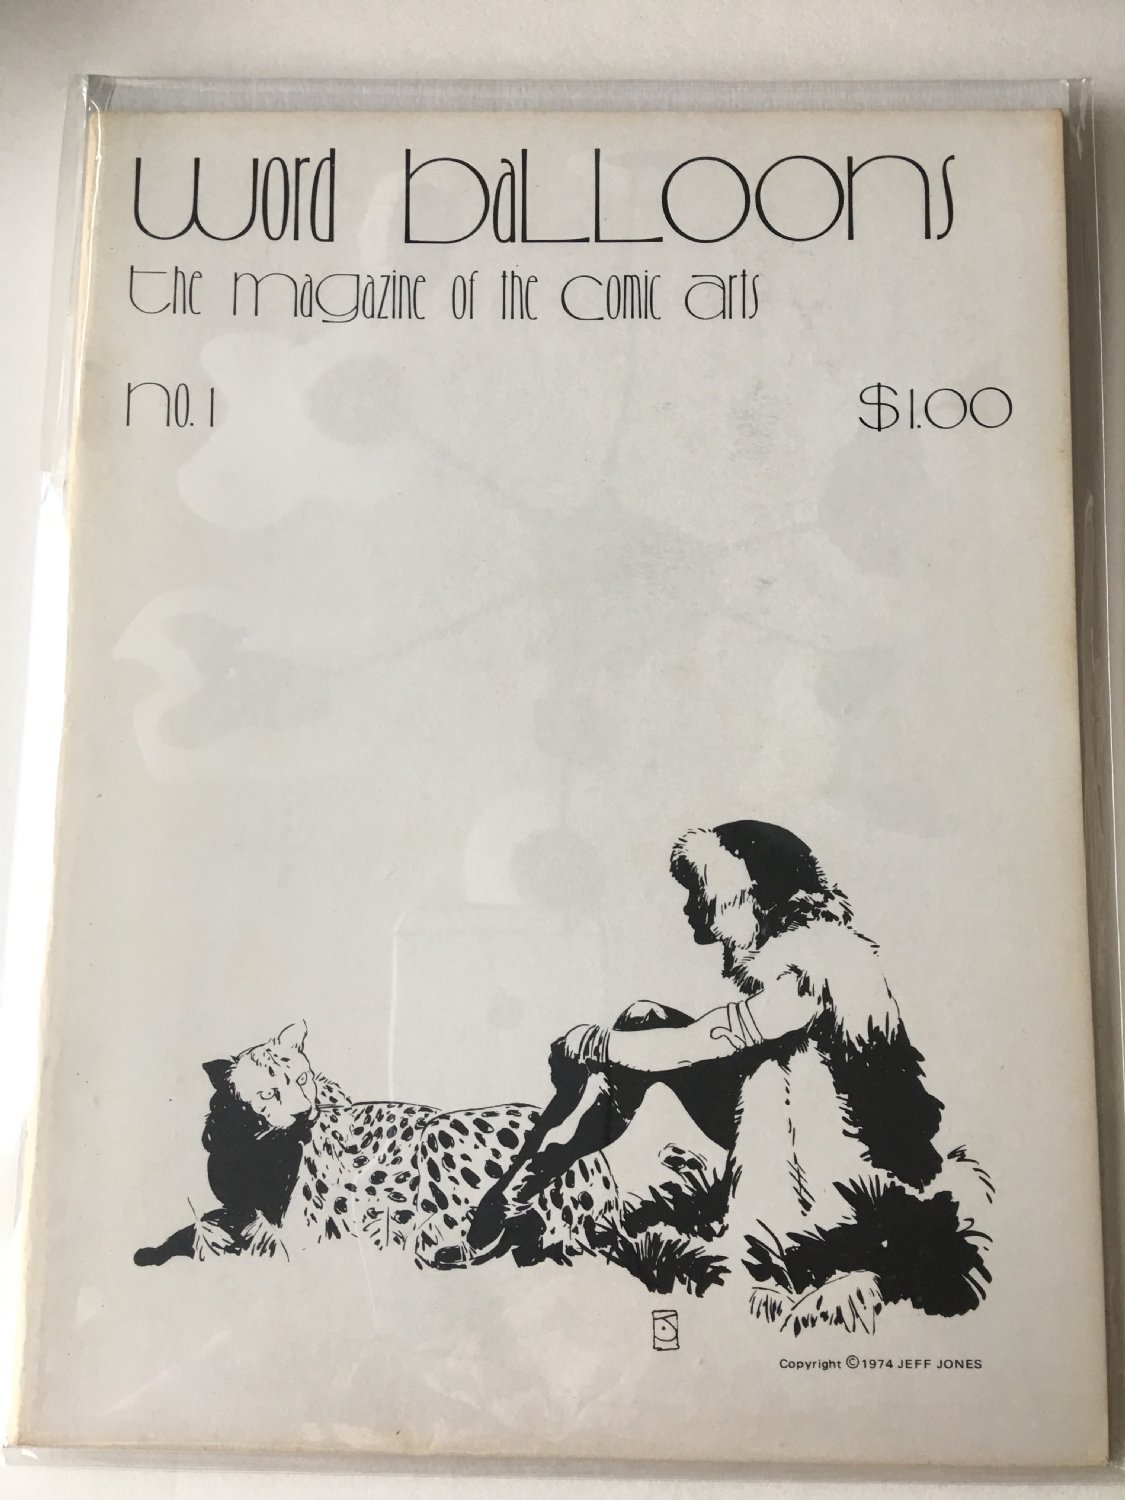 word balloons
the magazine of the comic arts
no. 1
$1.00
Copyright ©1974 JEFF JONES